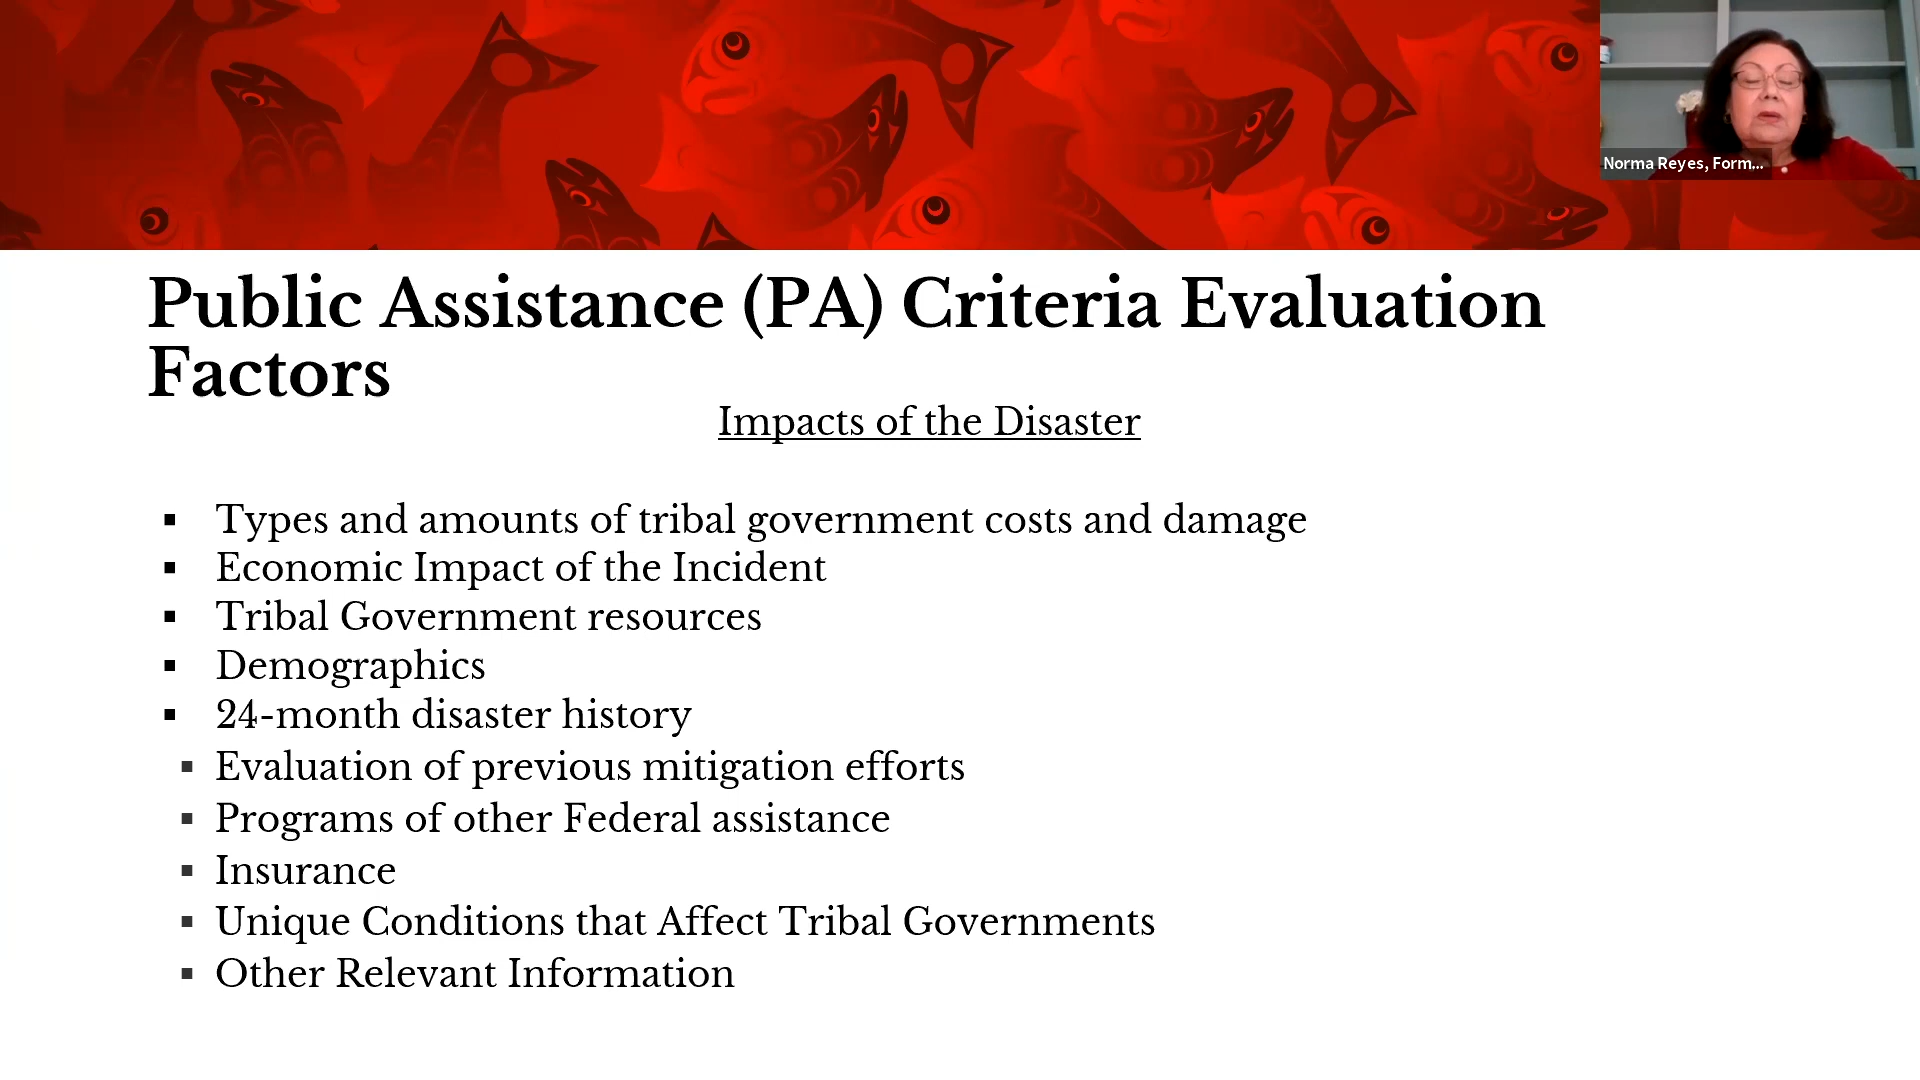 Norma Reyes, Form...
Public Assistance (PA) Criteria Evaluation
Factors
Impacts of the Disaster
▪ Types and amounts of tribal government costs and damage
▪ Economic Impact of the Incident
▪ Tribal Government resources
▪ Demographics
▪ 24-month disaster history
▪ Evaluation of previous mitigation efforts
▪ Programs of other Federal assistance
▪ Insurance
▪ Unique Conditions that Affect Tribal Governments
▪ Other Relevant Information